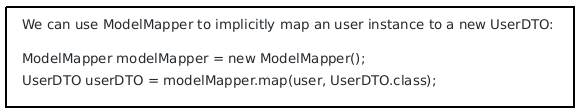 We can use ModelMapper to implicitly map an user instance to a new UserDTO:
ModelMapper modelMapper = new ModelMapper();
UserDTO userDTO = modelMapper.map(user, UserDTO.class);